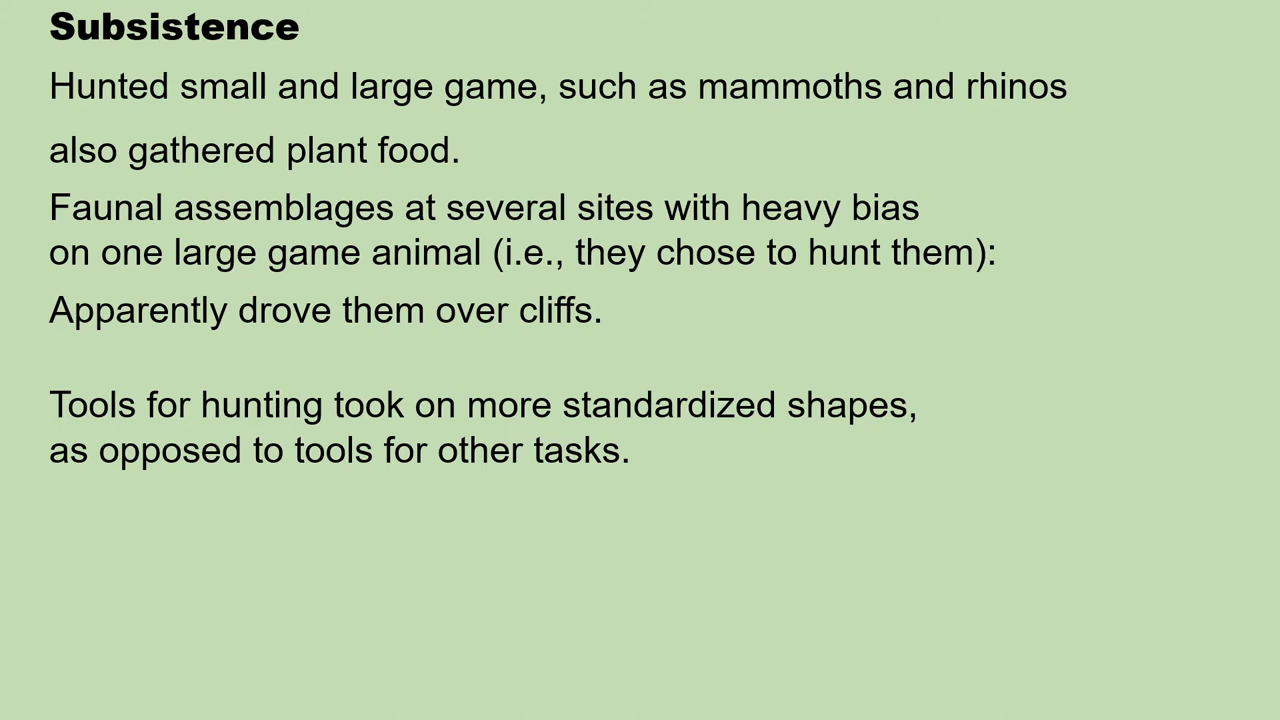 Subsistence
Hunted small and large game, such as mammoths and rhinos
also gathered plant food.
Faunal assemblages at several sites with heavy bias
on one large game animal (i.e., they chose to hunt them):
Apparently drove them over cliffs.
Tools for hunting took on more standardized shapes,
as opposed to tools for other tasks.